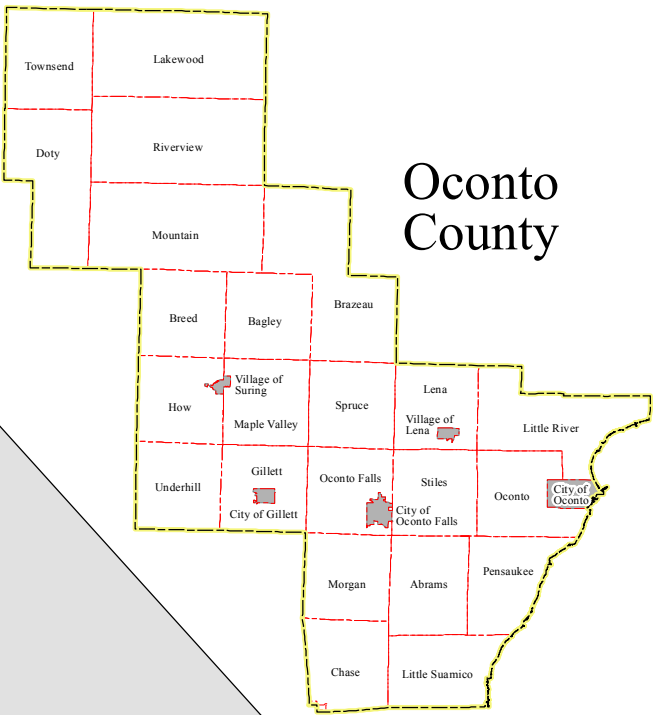 Lakewood
Townsend
Riverview
Doty
Oconto
County
Mountain
Brazeau
Breed
Bagley
Village of
Suring
Lena
How
Spruce
Village of
Lena
Maple Valley
Little River
Gillett
Oconto Falls
Stiles
Underhill
Oconto
City of
Oconto
City of Gillett
City of
Oconto Falls
Pensaukee
Morgan
Abrams
Chase
Little Suamico